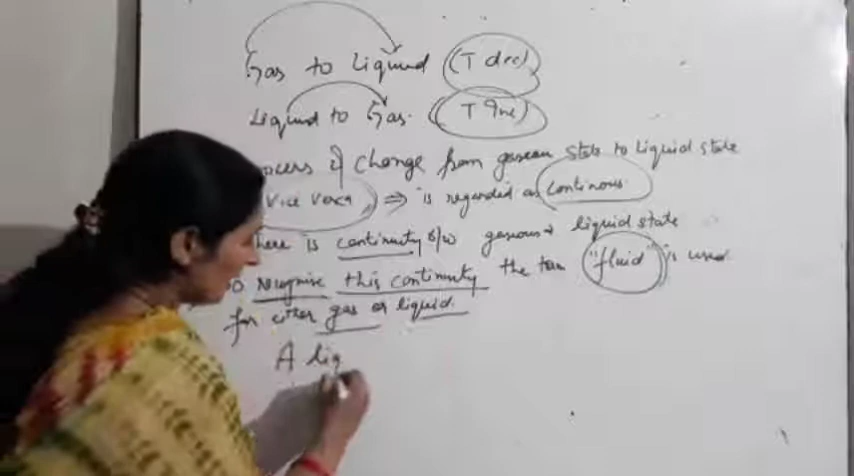 Gas to Liquid (T dec)
Liquid to Gas. (T Inc)
process of change from gaseous state to liquid state
Vice Versa) ⇒ is regarded as continous.
here is continuity b/w gaseous & liquid state
To recognise this continuity the term "fluid" is used
for either gas or liquid.
A liq